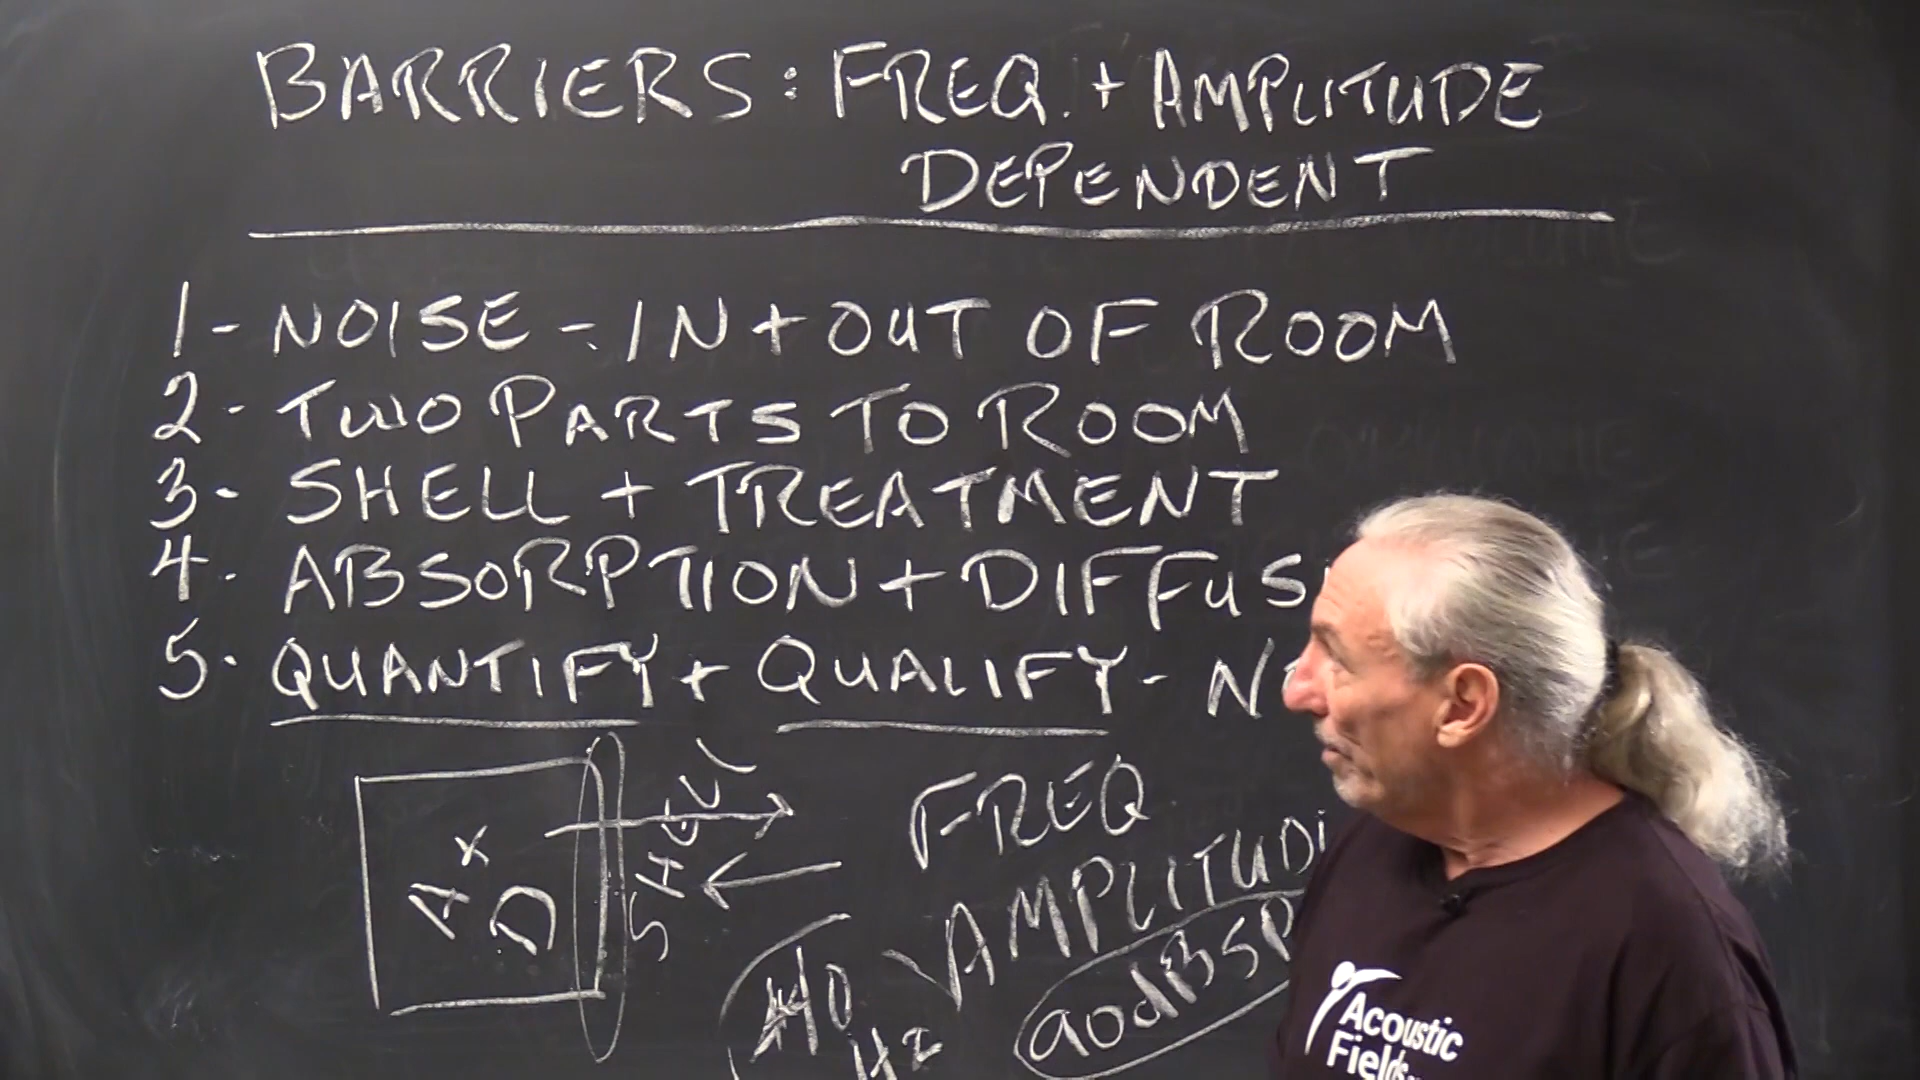 BARRIERS: FREQ. + AMPLITUDE
DEPENDENT
1- NOISE - IN + OUT OF ROOM
2- TWO PARTS TO ROOM
3- SHELL + TREATMENT
4- ABSORPTION + DIFFUS
5- QUANTIFY + QUALIFY - N
A x D
SHELL
FREQ
AMPLITUD
40 Hz
90dBSP
Acoustic
Fields